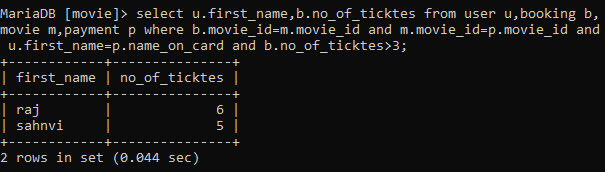 MariaDB [movie]> select u.first_name,b.no_of_ticktes from user u,booking b,
movie m,payment p where b.movie_id=m.movie_id and m.movie_id=p.movie_id and
 u.first_name=p.name_on_card and b.no_of_ticktes>3;
+------------+---------------+
| first_name | no_of_ticktes |
+------------+---------------+
| raj        |             6 |
| sahnvi     |             5 |
+------------+---------------+
2 rows in set (0.044 sec)